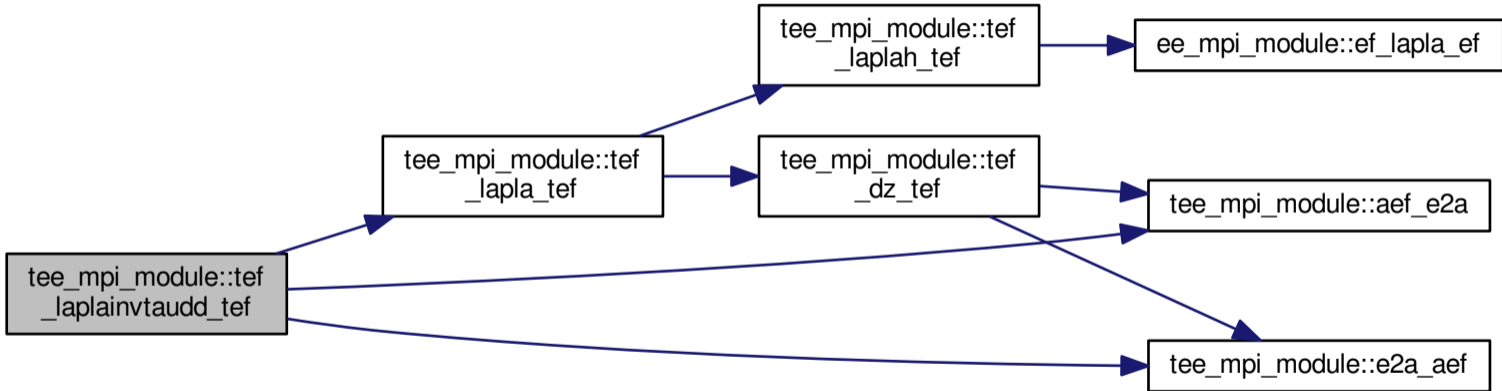 tee_mpi_module::tef
_laplah_tef
ee_mpi_module::ef_lapla_ef
tee_mpi_module::tef
_lapla_tef
tee_mpi_module::tef
_dz_tef
tee_mpi_module::aef_e2a
tee_mpi_module::tef
_laplainvtaudd_tef
tee_mpi_module::e2a_aef